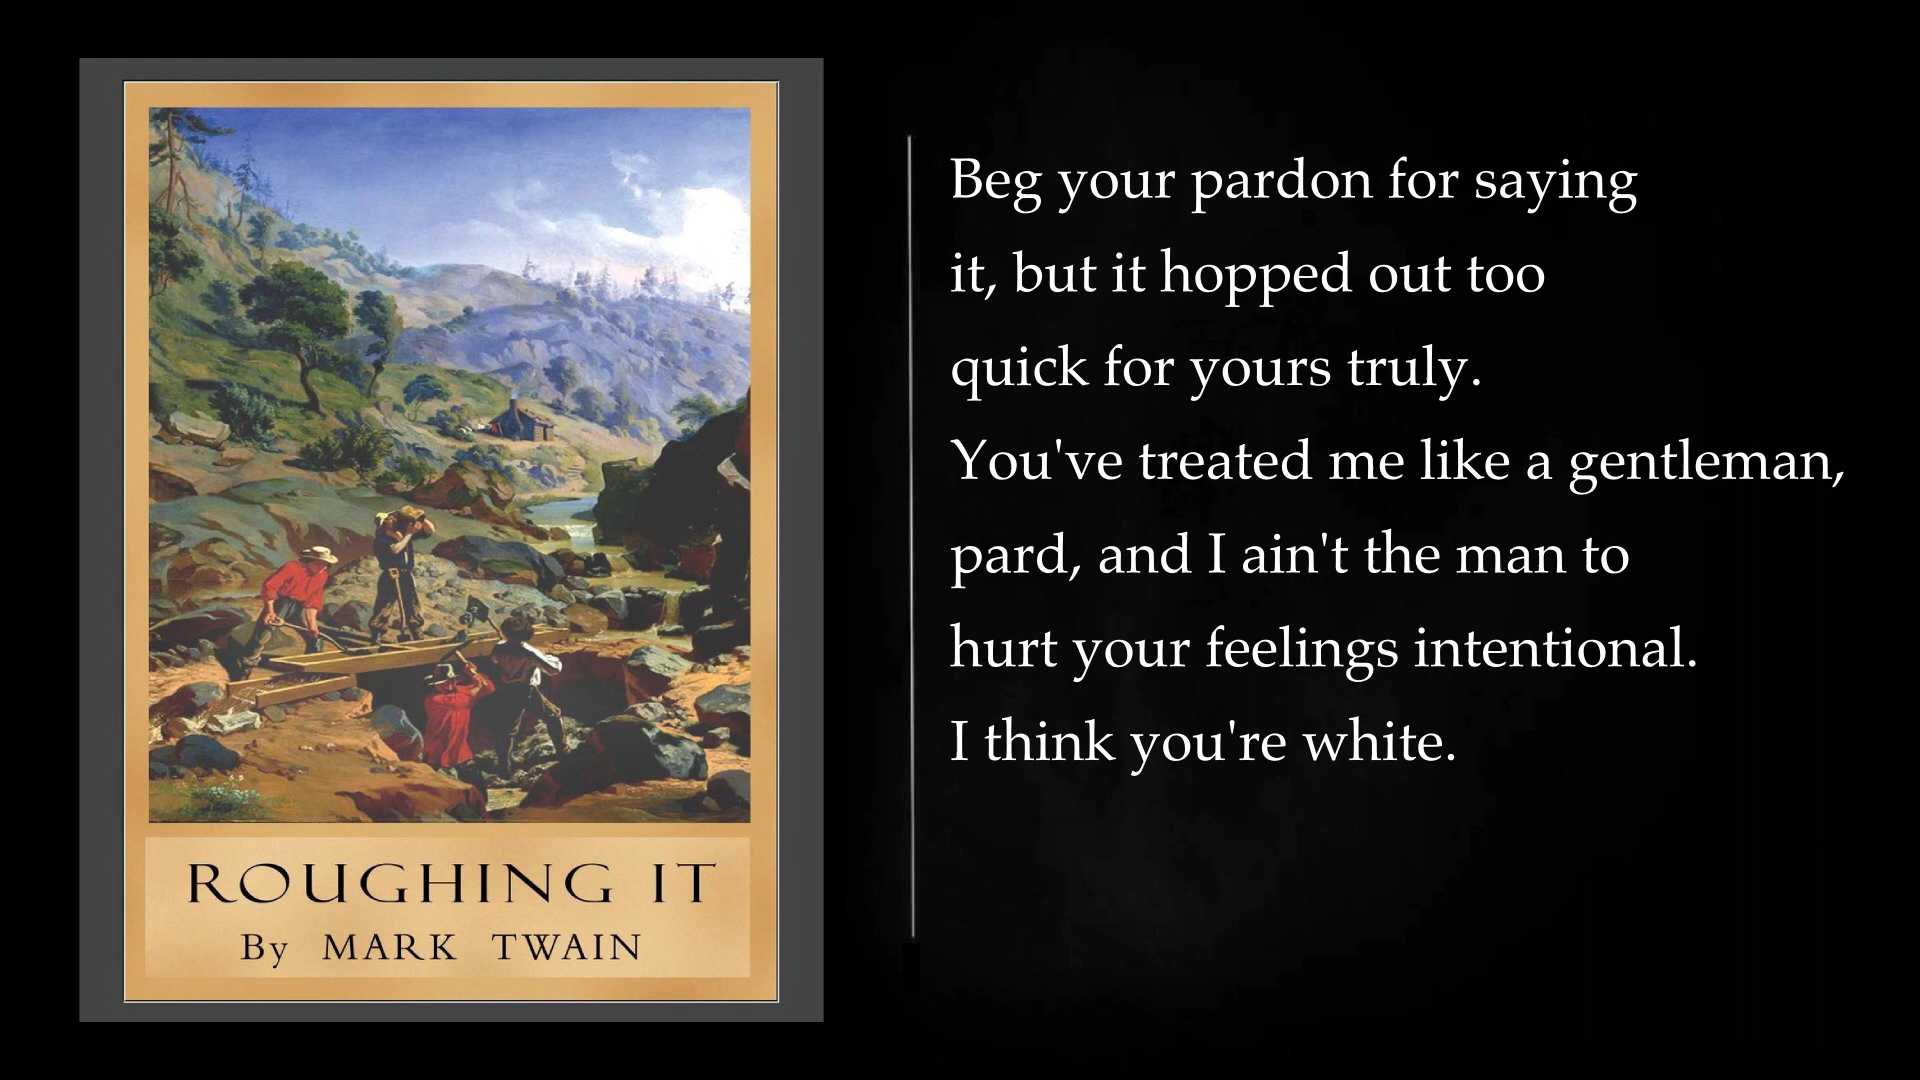 ROUGHING IT
By MARK TWAIN
Beg your pardon for saying
it, but it hopped out too
quick for yours truly.
You've treated me like a gentleman,
pard, and I ain't the man to
hurt your feelings intentional.
I think you're white.